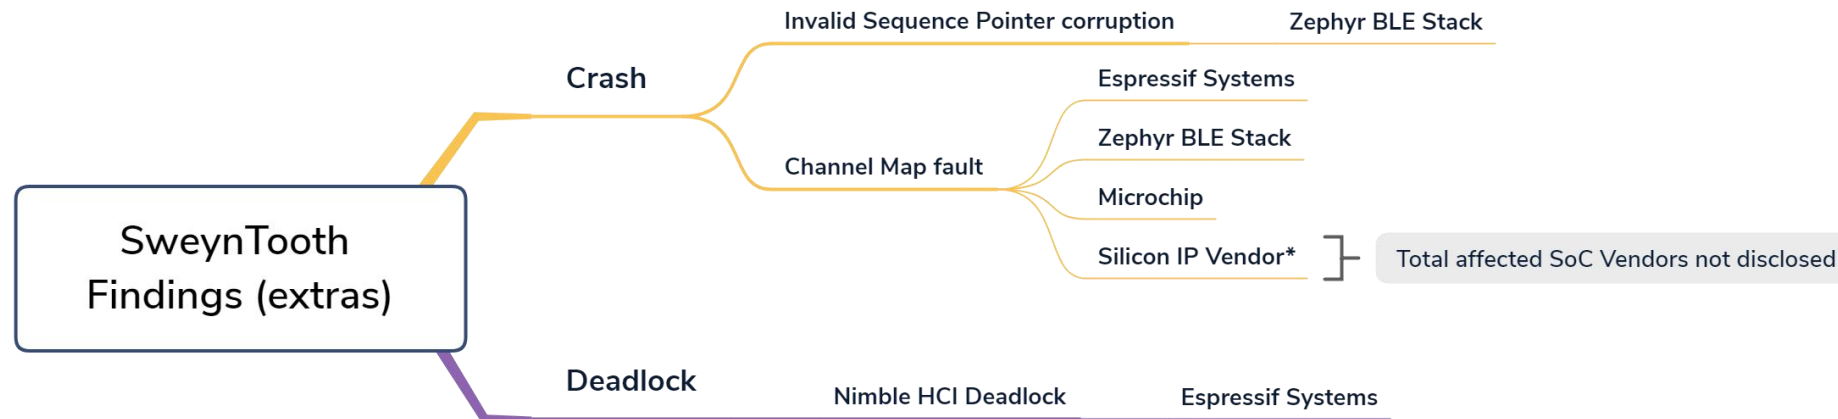 SweynTooth
Findings (extras)
Crash
Invalid Sequence Pointer corruption
Zephyr BLE Stack
Channel Map fault
Espressif Systems
Zephyr BLE Stack
Microchip
Silicon IP Vendor*
Total affected SoC Vendors not disclosed
Deadlock
Nimble HCI Deadlock
Espressif Systems